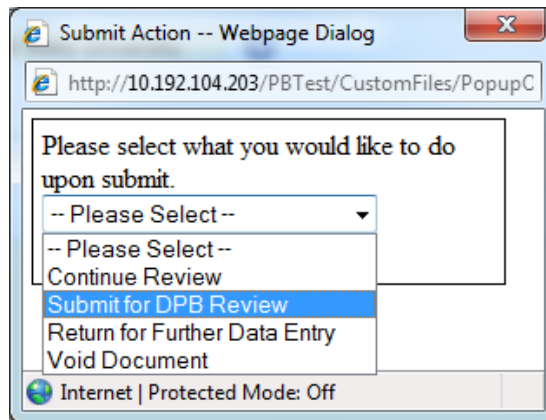 Submit Action -- Webpage Dialog
http://10.192.104.203/PBTest/CustomFiles/PopupC
Please select what you would like to do
upon submit.
-- Please Select --
-- Please Select --
Continue Review
Submit for DPB Review
Return for Further Data Entry
Void Document
Internet | Protected Mode: Off